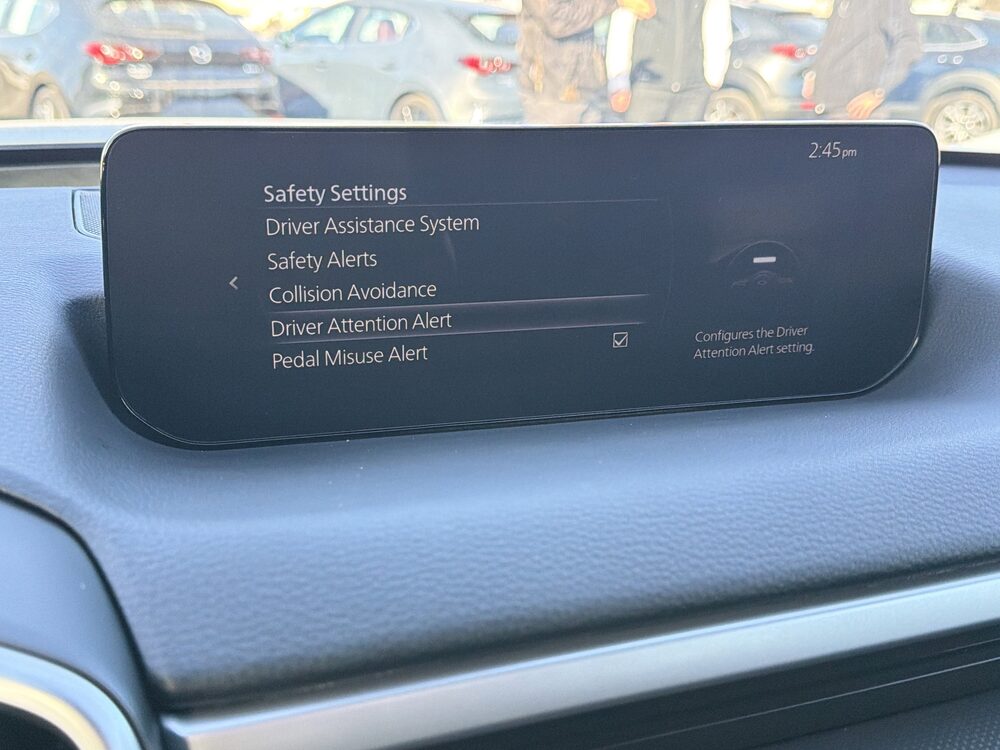 2:45pm
Safety Settings
Driver Assistance System
Safety Alerts
Collision Avoidance
Driver Attention Alert
Pedal Misuse Alert
Configures the Driver
Attention Alert setting.